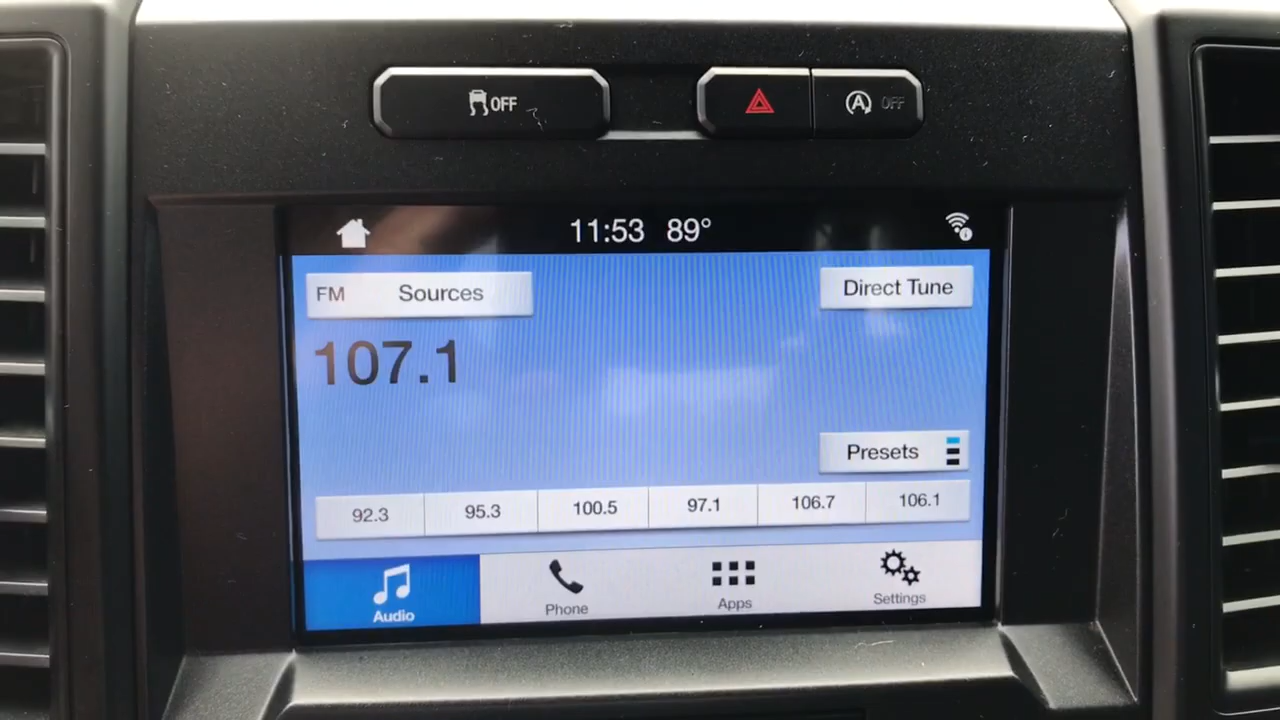 OFF
A OFF
11:53 89°
FM Sources
Direct Tune
107.1
Presets
92.3 95.3 100.5 97.1 106.7 106.1
Audio Phone Apps Settings